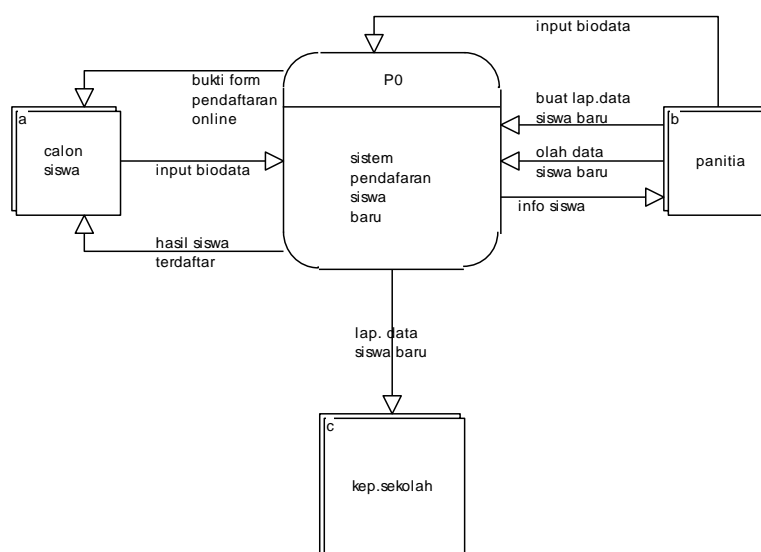 input biodata
P0
bukti form
pendaftaran
online
buat lap.data
siswa baru
a
b
calon
siswa
sistem
pendafaran
siswa
baru
olah data
siswa baru
panitia
input biodata
info siswa
hasil siswa
terdaftar
lap. data
siswa baru
c
kep.sekolah